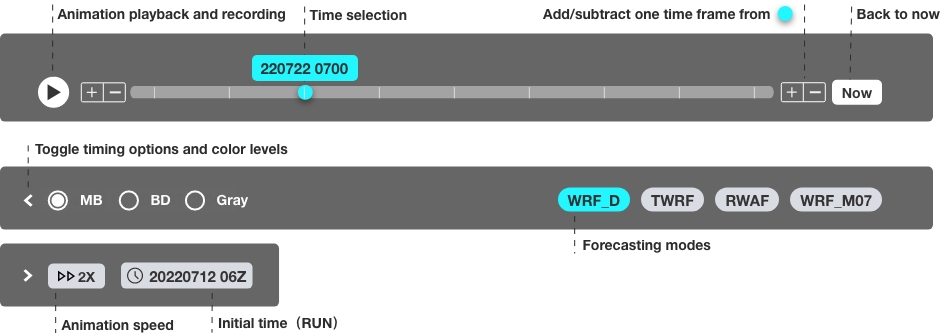 Animation playback and recording
Time selection
Add/subtract one time frame from
Back to now
220722 0700
+ −
+ −
Now
Toggle timing options and color levels
MB
BD
Gray
WRF_D
TWRF
RWAF
WRF_M07
Forecasting modes
2X
20220712 06Z
Animation speed
Initial time（RUN）